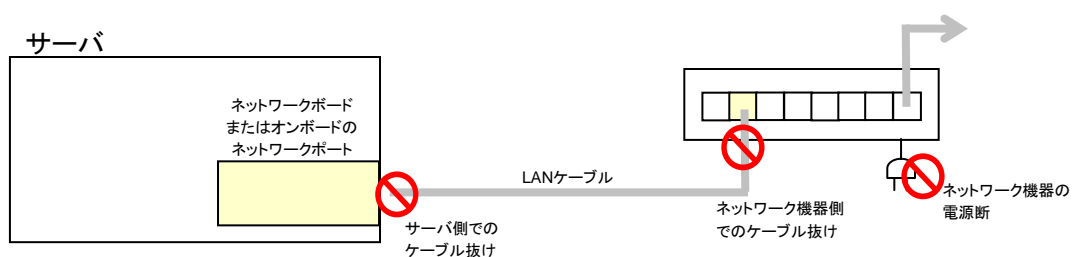 サーバ
ネットワークボード
またはオンボードの
ネットワークポート
LANケーブル
サーバ側での
ケーブル抜け
ネットワーク機器側
でのケーブル抜け
ネットワーク機器の
電源断